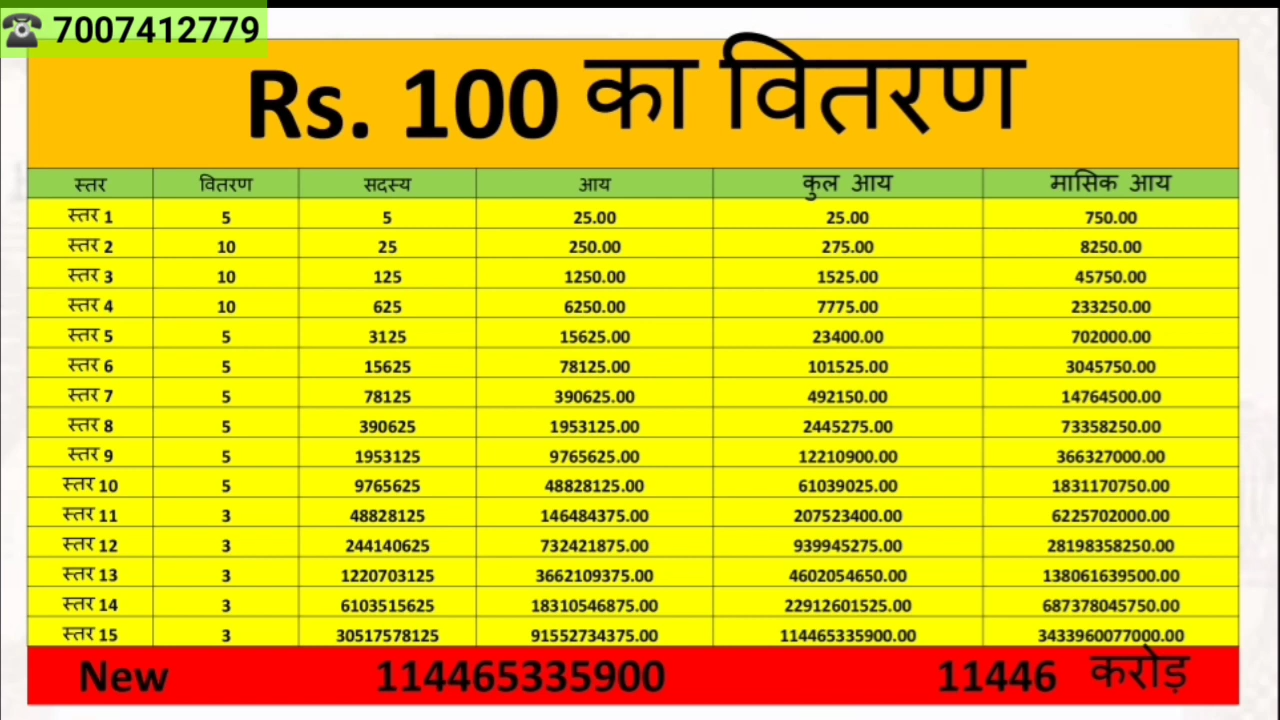 ☎ 7007412779
Rs. 100 का वितरण
स्तर वितरण सदस्य आय कुल आय मासिक आय
स्तर 1 5 5 25.00 25.00 750.00
स्तर 2 10 25 250.00 275.00 8250.00
स्तर 3 10 125 1250.00 1525.00 45750.00
स्तर 4 10 625 6250.00 7775.00 233250.00
स्तर 5 5 3125 15625.00 23400.00 702000.00
स्तर 6 5 15625 78125.00 101525.00 3045750.00
स्तर 7 5 78125 390625.00 492150.00 14764500.00
स्तर 8 5 390625 1953125.00 2445275.00 73358250.00
स्तर 9 5 1953125 9765625.00 12210900.00 366327000.00
स्तर 10 5 9765625 48828125.00 61039025.00 1831170750.00
स्तर 11 3 48828125 146484375.00 207523400.00 6225702000.00
स्तर 12 3 244140625 732421875.00 939945275.00 28198358250.00
स्तर 13 3 1220703125 3662109375.00 4602054650.00 138061639500.00
स्तर 14 3 6103515625 18310546875.00 22912601525.00 687378045750.00
स्तर 15 3 30517578125 91552734375.00 114465335900.00 3433960077000.00
New 114465335900 11446 करोड़